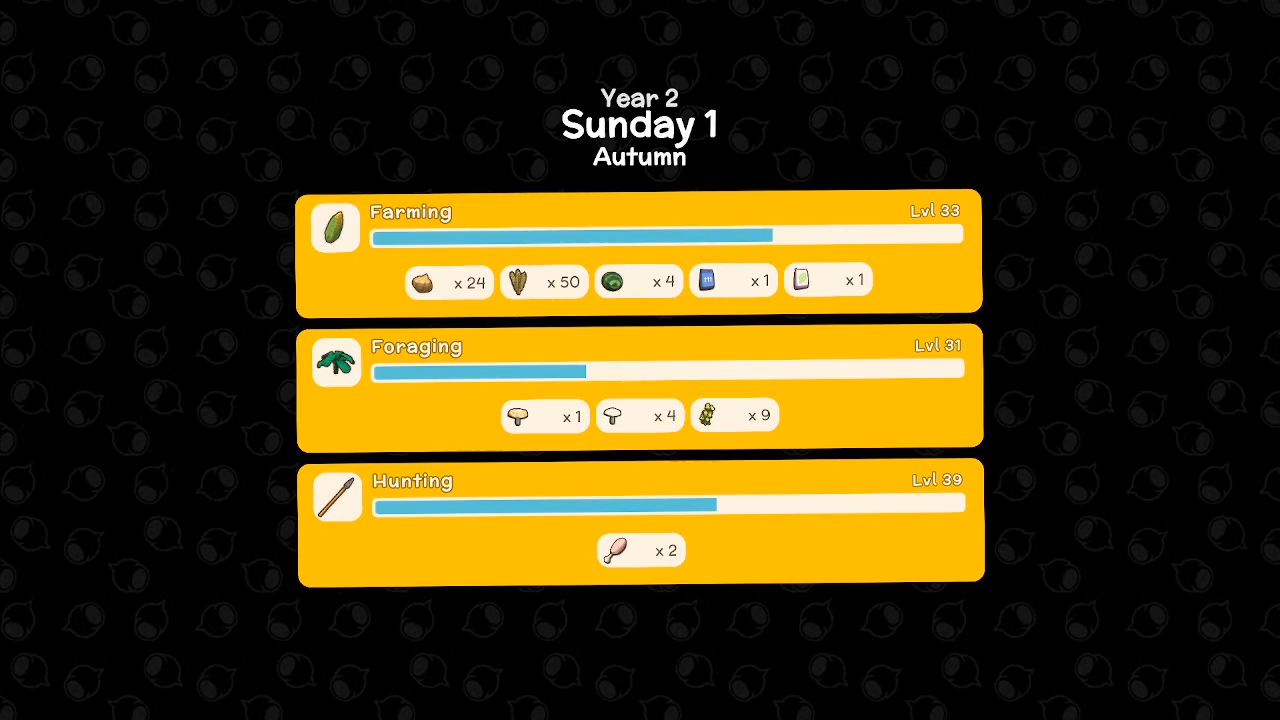 Year 2
Sunday 1
Autumn
Farming Lvl 33
x 24 x 50 x 4 x 1 x 1
Foraging Lvl 31
x 1 x 4 x 9
Hunting Lvl 39
x 2